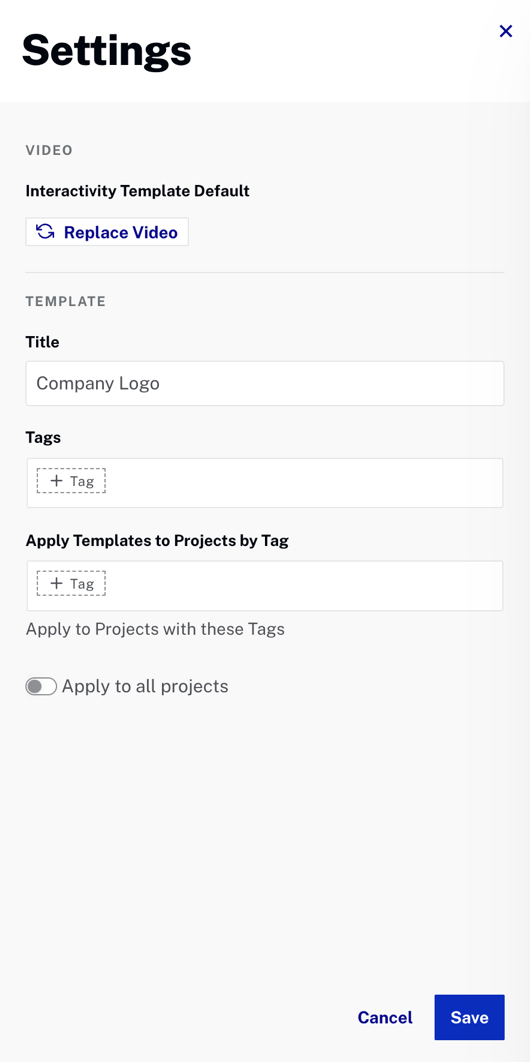 Settings
VIDEO
Interactivity Template Default
Replace Video
TEMPLATE
Title
Company Logo
Tags
+ Tag
Apply Templates to Projects by Tag
+ Tag
Apply to Projects with these Tags
Apply to all projects
Cancel Save